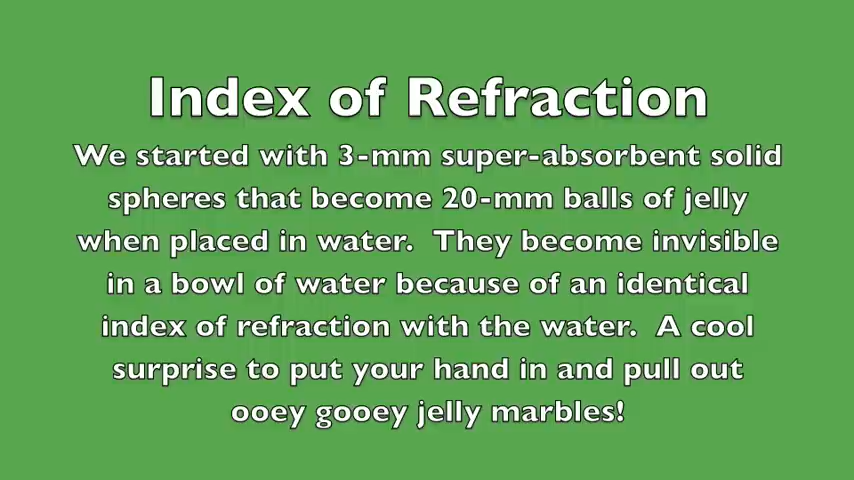 Index of Refraction
We started with 3-mm super-absorbent solid
spheres that become 20-mm balls of jelly
when placed in water.  They become invisible
in a bowl of water because of an identical
index of refraction with the water.  A cool
surprise to put your hand in and pull out
ooey gooey jelly marbles!